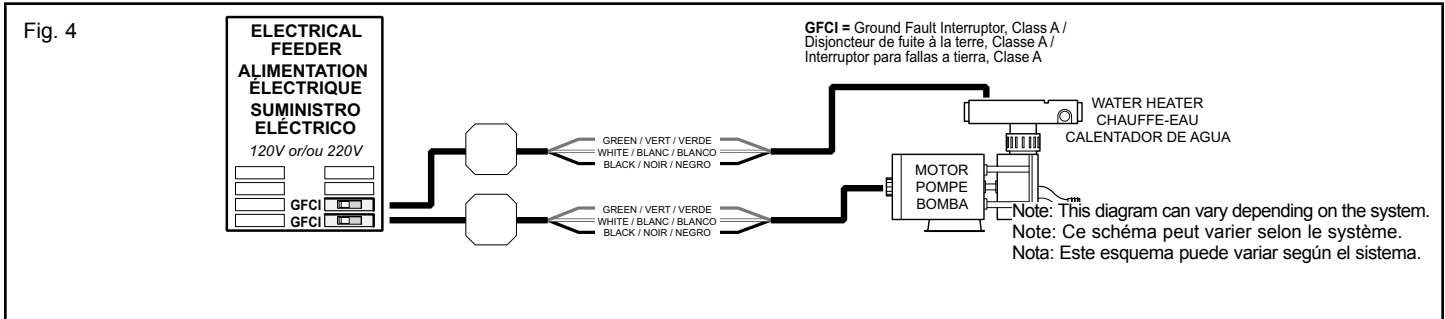 Fig. 4
ELECTRICAL
FEEDER
ALIMENTATION
ÉLECTRIQUE
SUMINISTRO
ELÉCTRICO
120V or/ou 220V
GFCI
GFCI
GFCI = Ground Fault Interruptor, Class A /
Disjoncteur de fuite à la terre, Classe A /
Interruptor para fallas a tierra, Clase A
GREEN / VERT / VERDE
WHITE / BLANC / BLANCO
BLACK / NOIR / NEGRO
GREEN / VERT / VERDE
WHITE / BLANC / BLANCO
BLACK / NOIR / NEGRO
WATER HEATER
CHAUFFE-EAU
CALENTADOR DE AGUA
MOTOR
POMPE
BOMBA
Note: This diagram can vary depending on the system.
Note: Ce schéma peut varier selon le système.
Nota: Este esquema puede variar según el sistema.